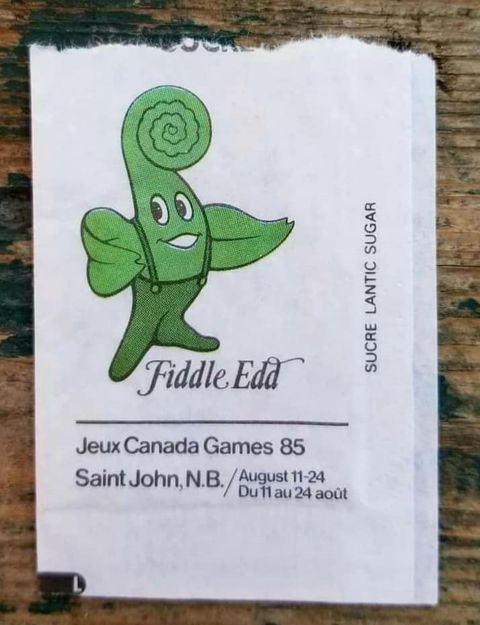 SUCRE
Fiddle Edd
Jeux Canada Games 85
Saint John, N.B. / August 11-24
Du 11 au 24 août
SUCRE LANTIC SUGAR
L